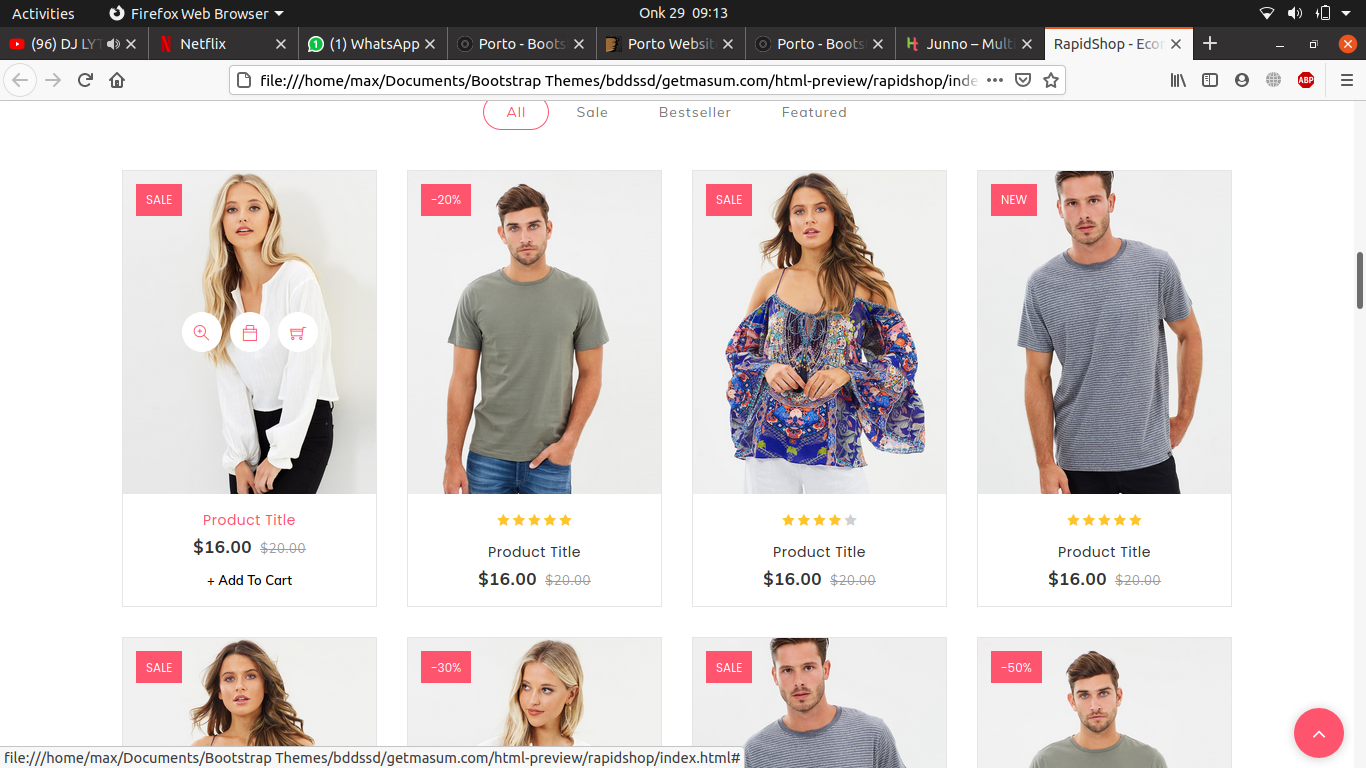 Activities Firefox Web Browser Onk 29 09:13
(96) DJ LYT Netflix (1) WhatsApp Porto - Boots Porto Websit Porto - Boots Junno – Mult RapidShop - Ecor
file:///home/max/Documents/Bootstrap Themes/bddssd/getmasum.com/html-preview/rapidshop/inde ABP
All Sale Bestseller Featured
SALE -20% SALE NEW
Product Title
$16.00 $20.00
+ Add To Cart
Product Title
$16.00 $20.00
Product Title
$16.00 $20.00
Product Title
$16.00 $20.00
SALE -30% SALE -50%
file:///home/max/Documents/Bootstrap Themes/bddssd/getmasum.com/html-preview/rapidshop/index.html#